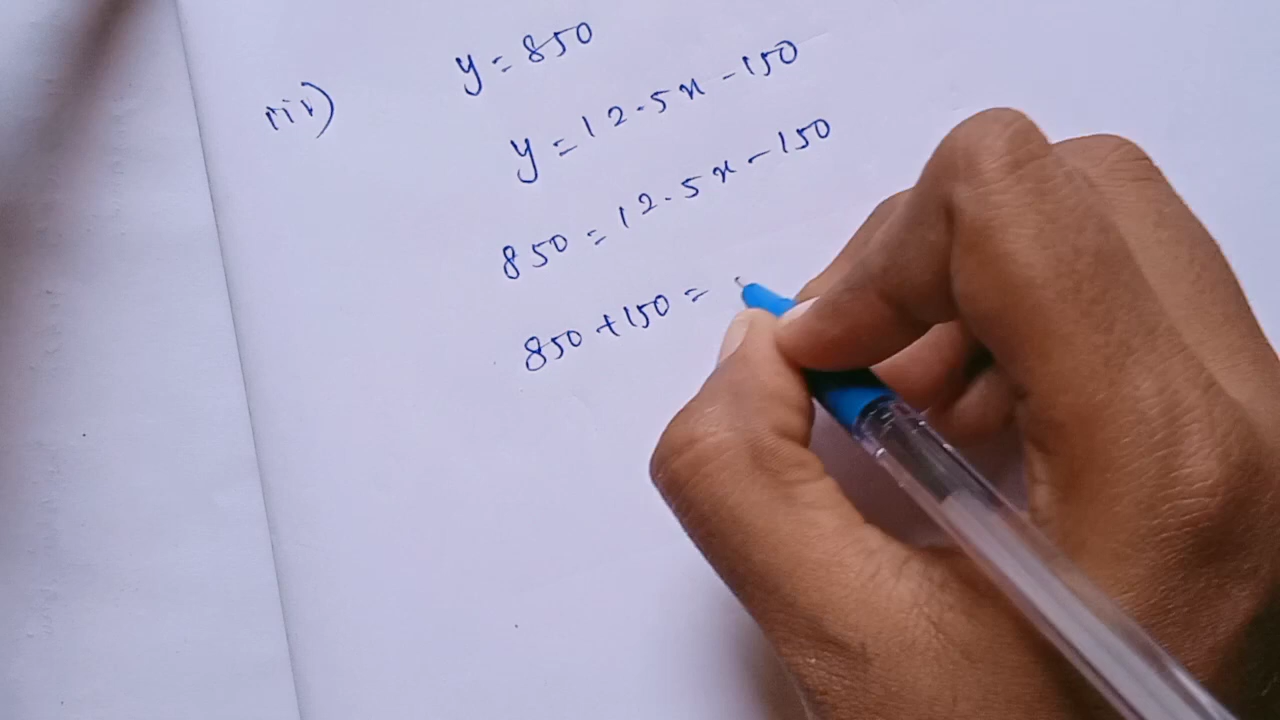 iii) y = 850
y = 12.5x - 150
850 = 12.5x - 150
850 + 150 =